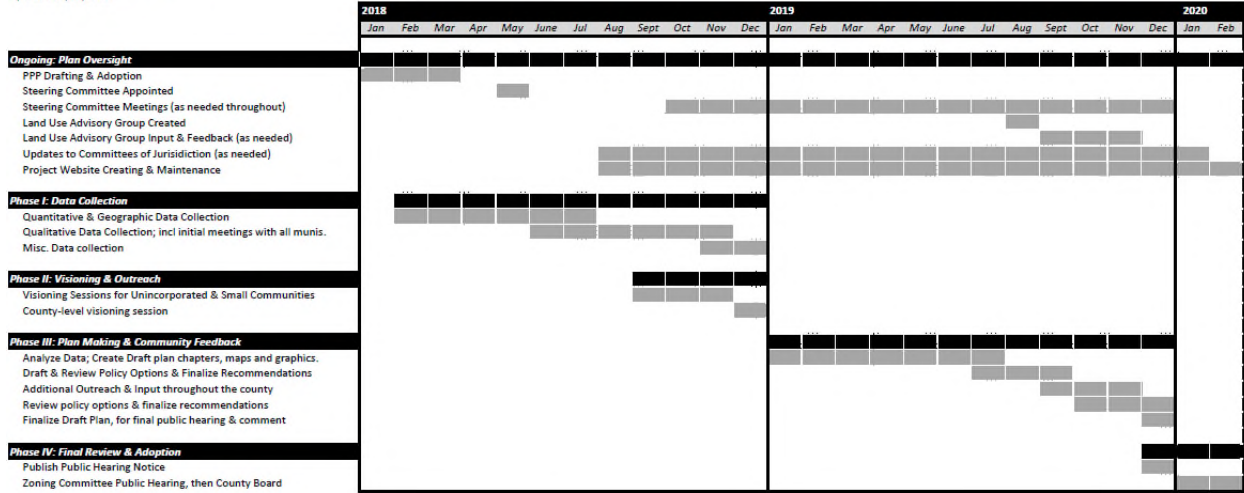 2018 2019 2020
Jan Feb Mar Apr May June Jul Aug Sept Oct Nov Dec Jan Feb Mar Apr May June Jul Aug Sept Oct Nov Dec Jan Feb
Ongoing: Plan Oversight
PPP Drafting & Adoption
Steering Committee Appointed
Steering Committee Meetings (as needed throughout)
Land Use Advisory Group Created
Land Use Advisory Group Input & Feedback (as needed)
Updates to Committees of Jurisidiction (as needed)
Project Website Creating & Maintenance
Phase I: Data Collection
Quantitative & Geographic Data Collection
Qualitative Data Collection; incl initial meetings with all munis.
Misc. Data collection
Phase II: Visioning & Outreach
Visioning Sessions for Unincorporated & Small Communities
County-level visioning session
Phase III: Plan Making & Community Feedback
Analyze Data; Create Draft plan chapters, maps and graphics.
Draft & Review Policy Options & Finalize Recommendations
Additional Outreach & Input throughout the county
Review policy options & finalize recommendations
Finalize Draft Plan, for final public hearing & comment
Phase IV: Final Review & Adoption
Publish Public Hearing Notice
Zoning Committee Public Hearing, then County Board